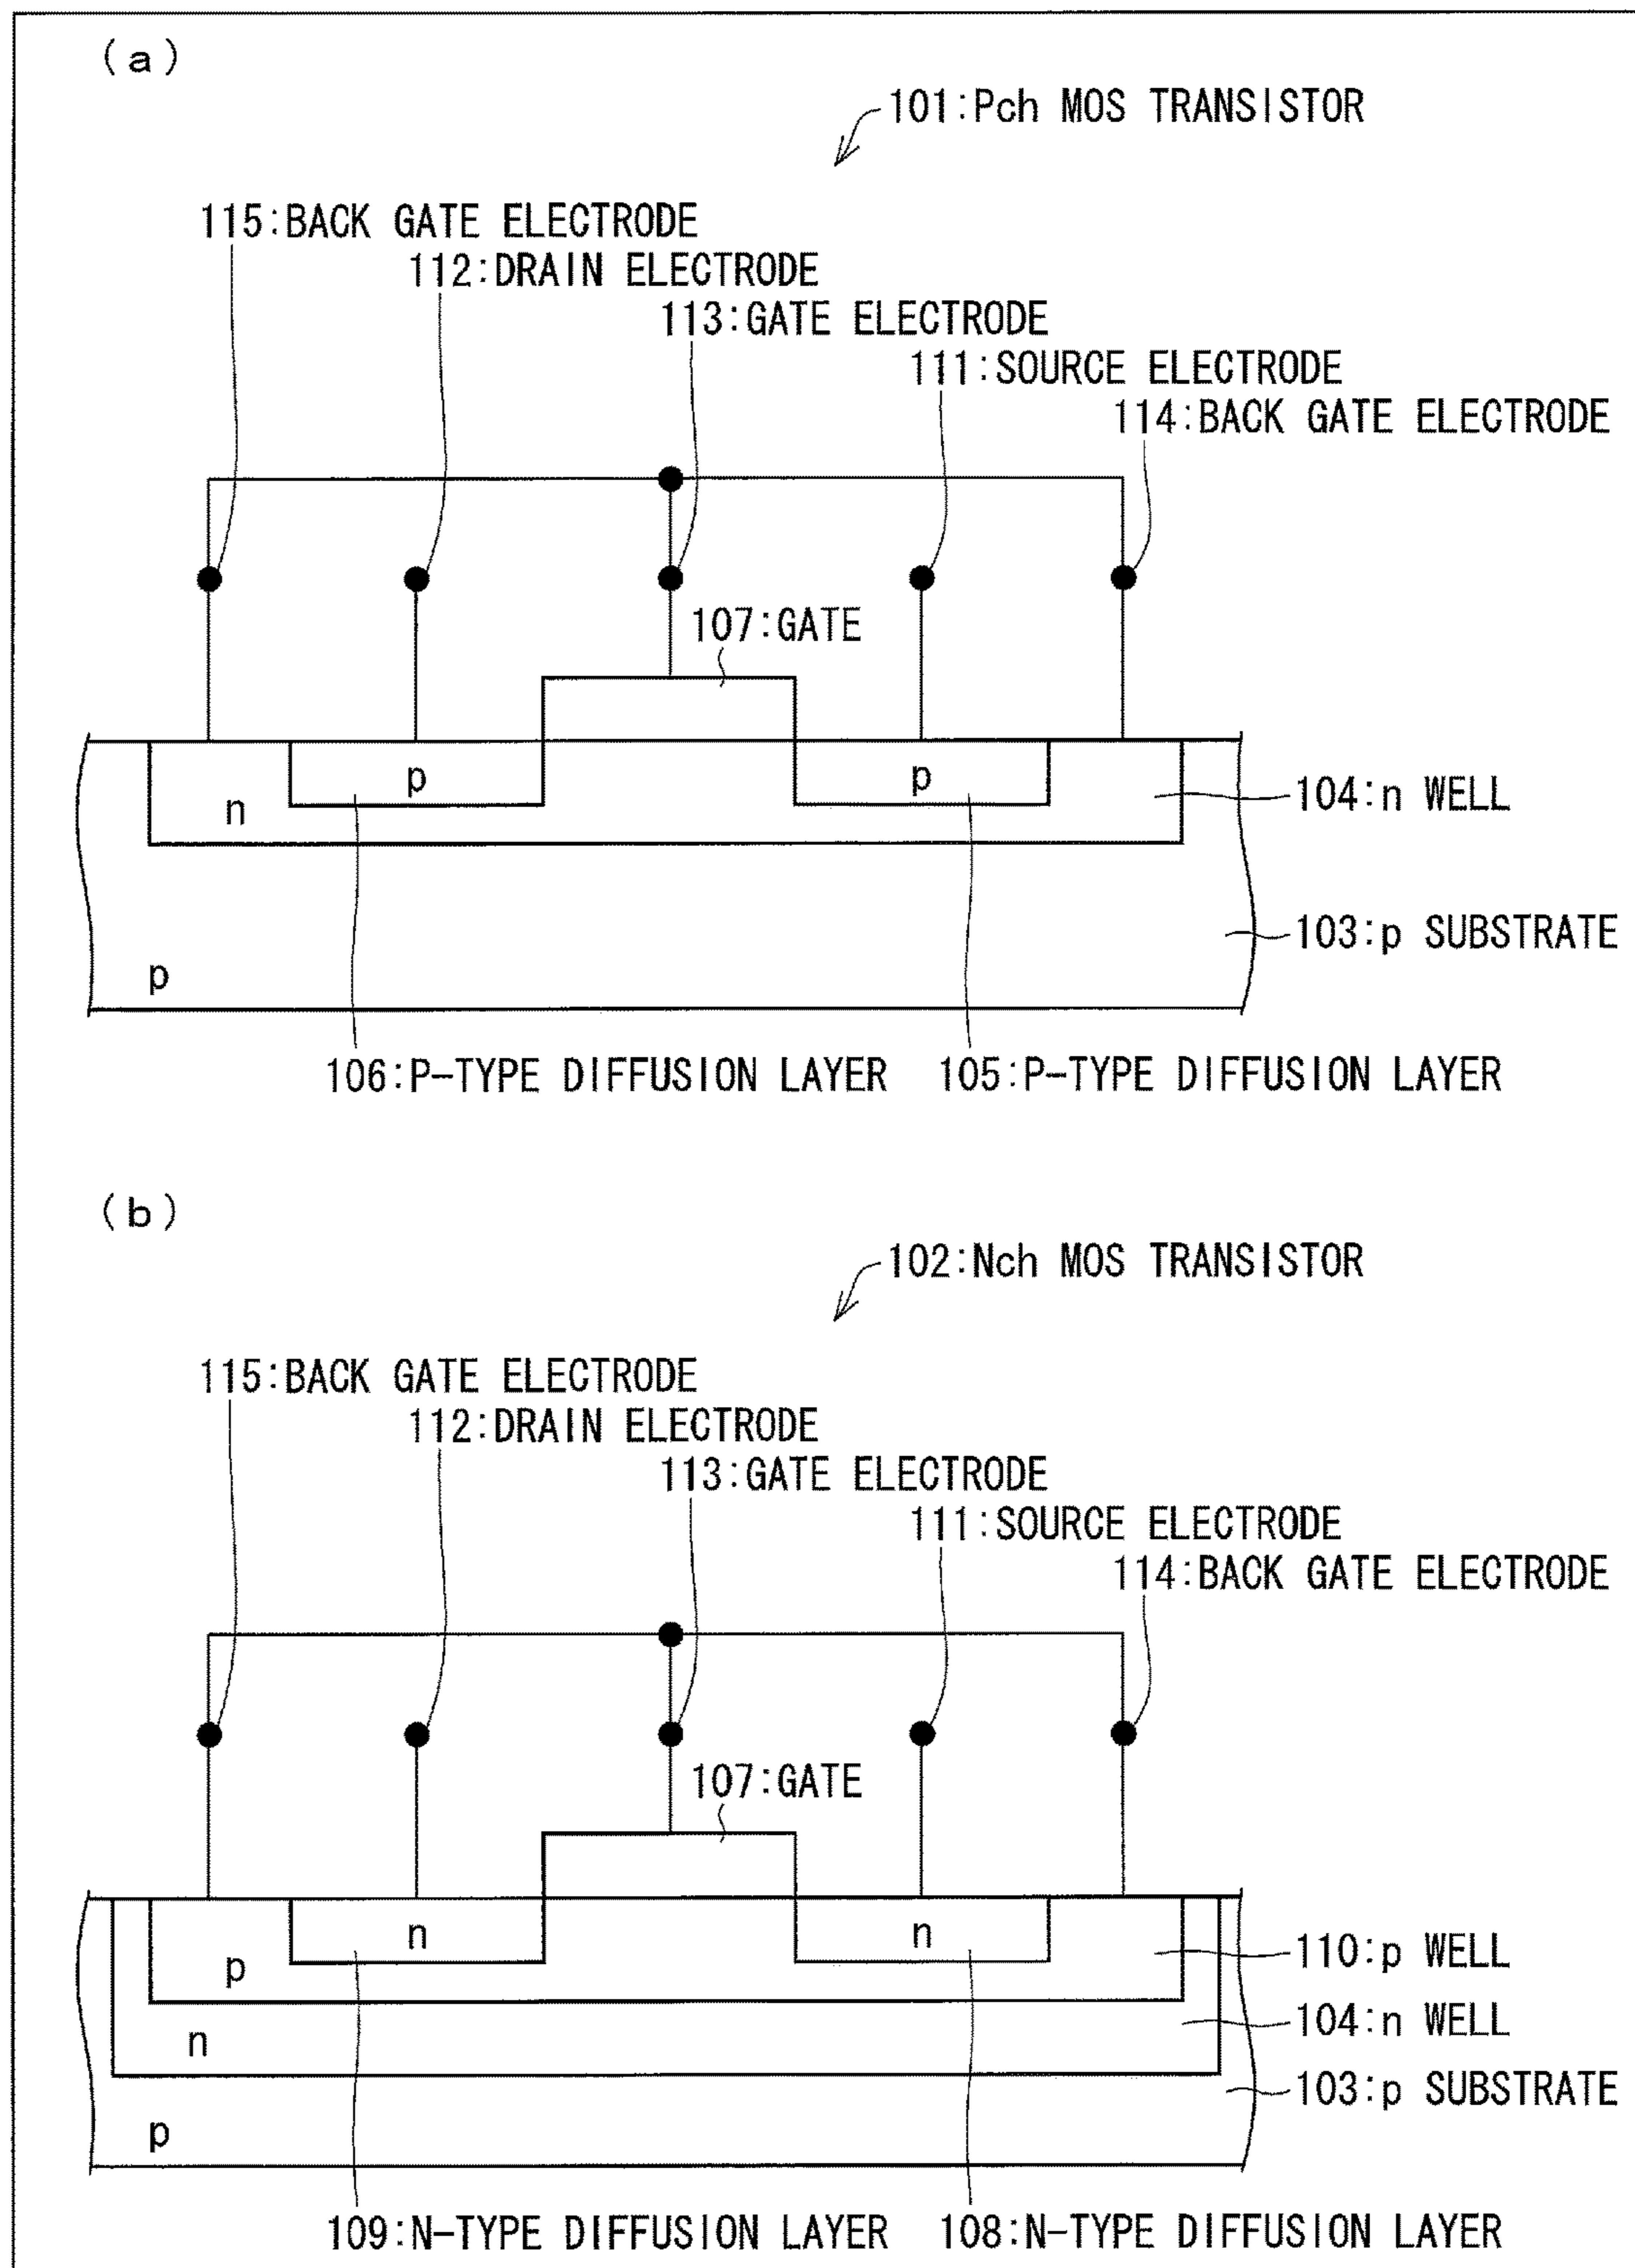 (a)
101:Pch MOS TRANSISTOR
115:BACK GATE ELECTRODE
112:DRAIN ELECTRODE
113:GATE ELECTRODE
111:SOURCE ELECTRODE
114:BACK GATE ELECTRODE
107:GATE
p
p
n
104:n WELL
103:p SUBSTRATE
p
106:P-TYPE DIFFUSION LAYER
105:P-TYPE DIFFUSION LAYER
(b)
102:Nch MOS TRANSISTOR
115:BACK GATE ELECTRODE
112:DRAIN ELECTRODE
113:GATE ELECTRODE
111:SOURCE ELECTRODE
114:BACK GATE ELECTRODE
107:GATE
n
n
p
110:p WELL
104:n WELL
n
103:p SUBSTRATE
p
109:N-TYPE DIFFUSION LAYER
108:N-TYPE DIFFUSION LAYER